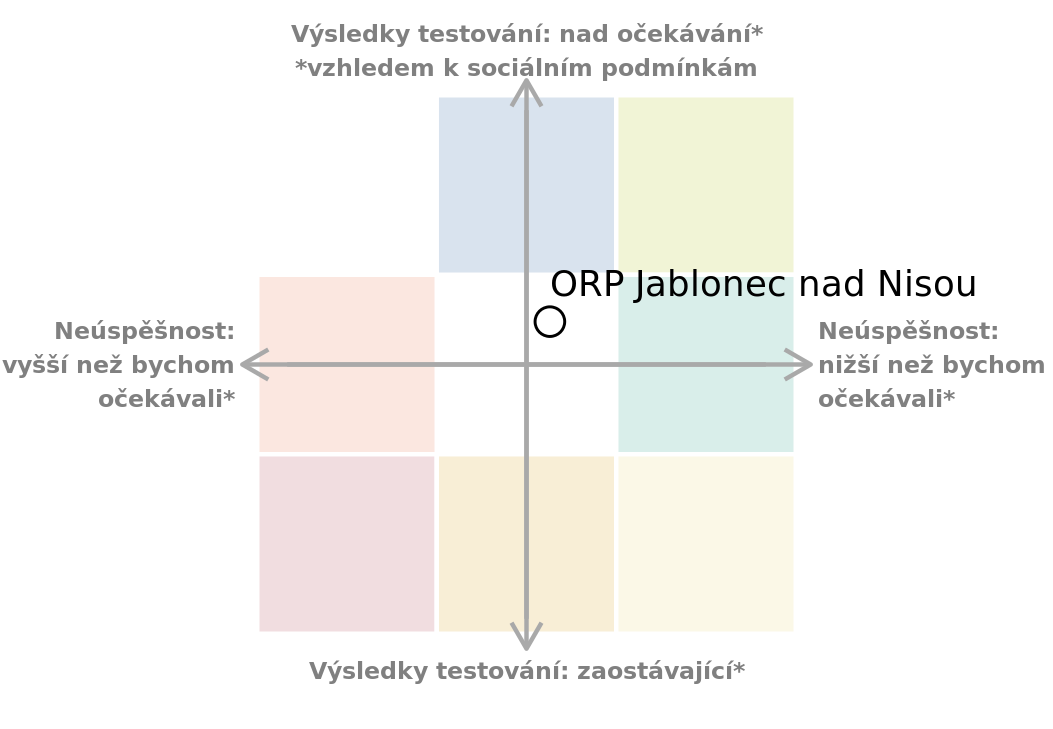 Výsledky testování: nad očekávání*
*vzhledem k sociálním podmínkám
ORP Jablonec nad Nisou
Neúspěšnost:
vyšší než bychom
očekávali*
Neúspěšnost:
nižší než bychom
očekávali*
Výsledky testování: zaostávající*